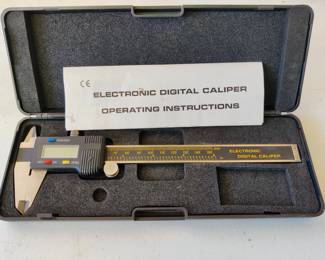 CE
ELECTRONIC DIGITAL CALIPER
OPERATING INSTRUCTIONS
ELECTRONIC
DIGITAL CALIPER